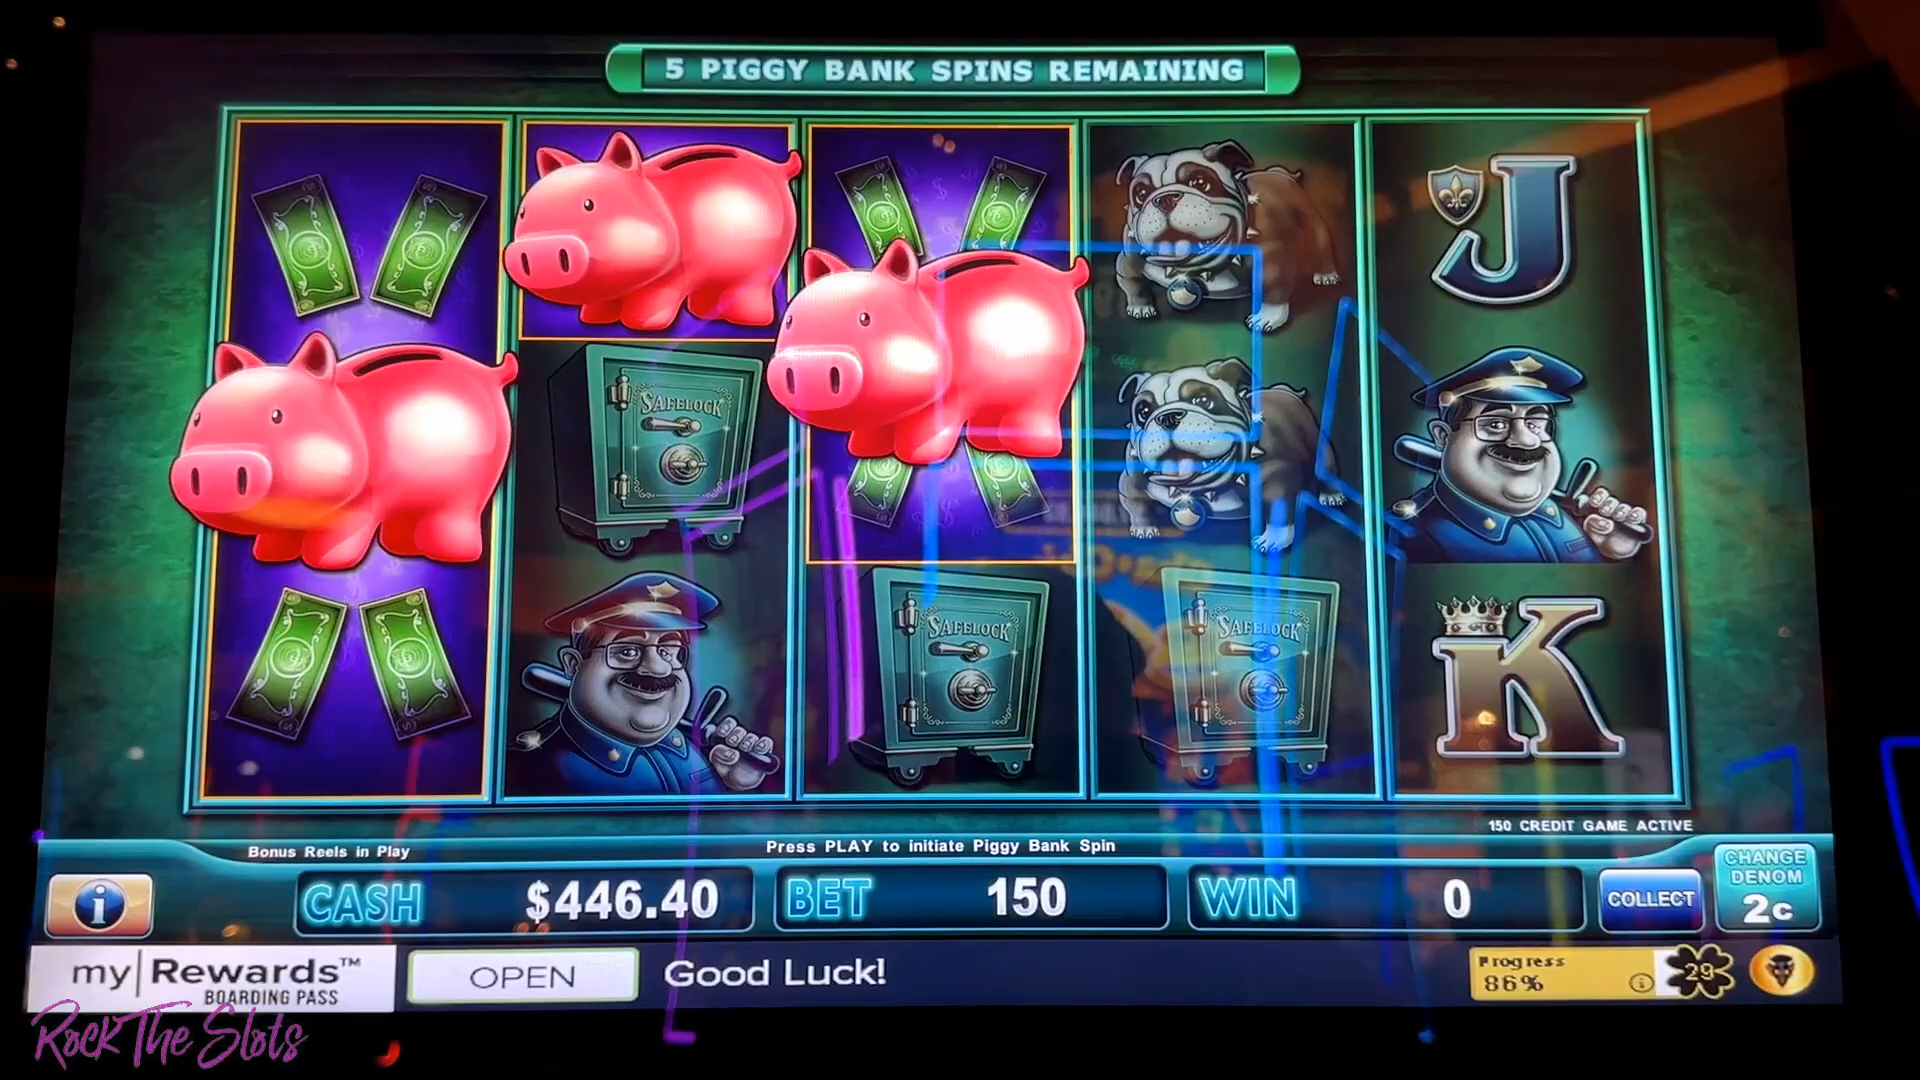 5 PIGGY BANK SPINS REMAINING
J
SAFELOCK
SAFELOCK
SAFELOCK
K
150 CREDIT GAME ACTIVE
Bonus Reels in Play
Press PLAY to initiate Piggy Bank Spin
CHANGE
DENOM
2c
i
CASH $446.40
BET 150
WIN 0
COLLECT
my|Rewards™
BOARDING PASS
OPEN
Good Luck!
Progress
86%
29
Rock The Slots